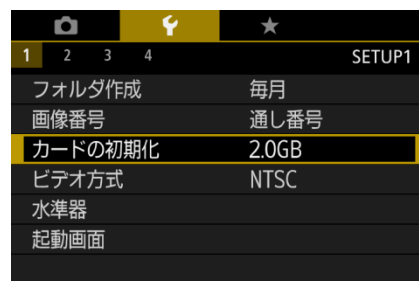 1 2 3 4 SETUP1
フォルダ作成 毎月
画像番号 通し番号
カードの初期化 2.0GB
ビデオ方式 NTSC
水準器
起動画面